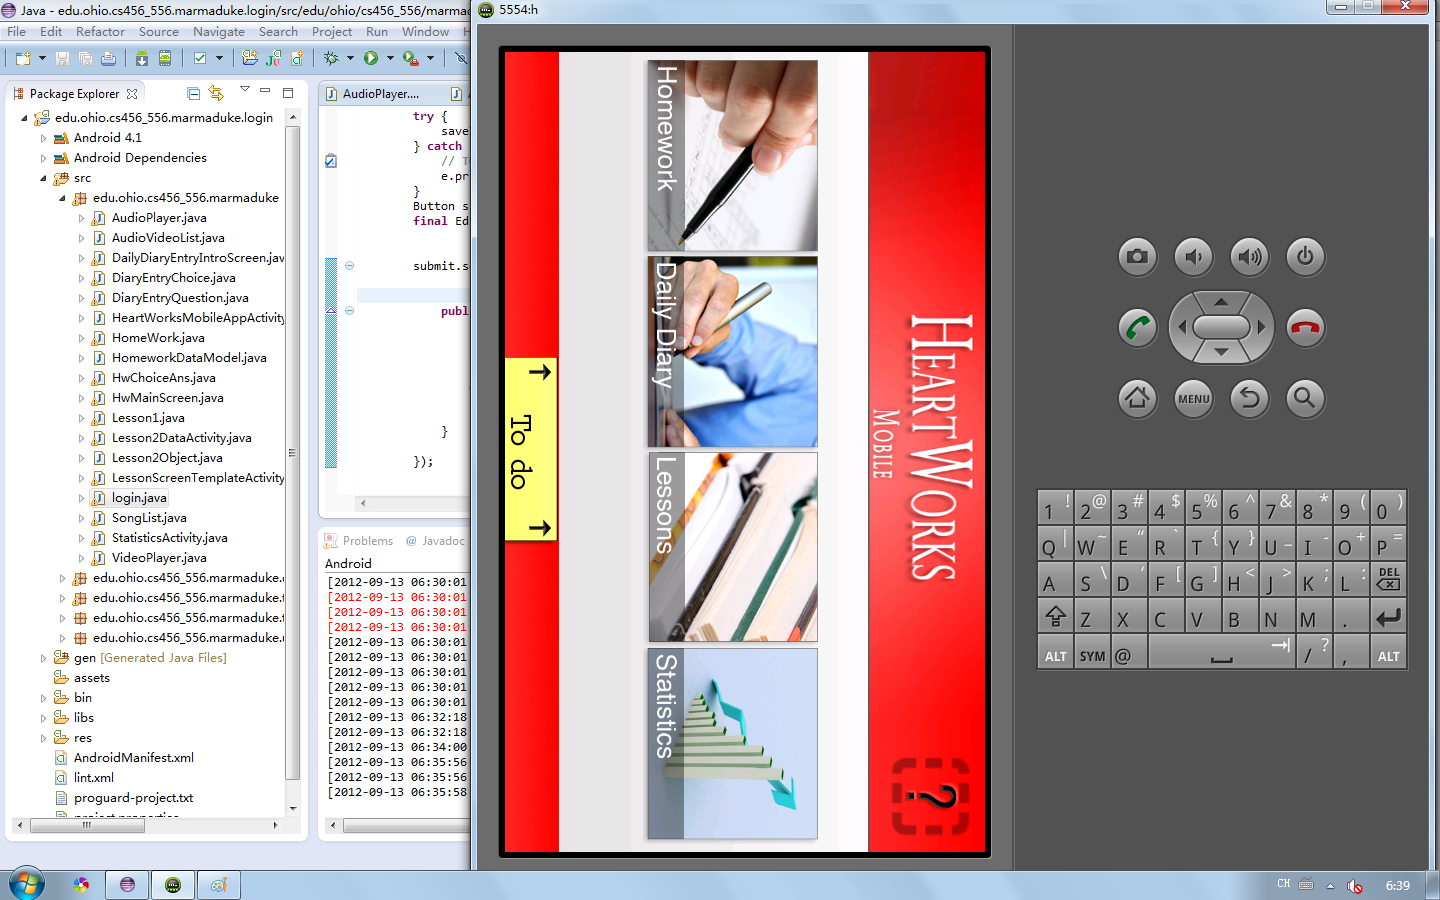 Java - edu.ohio.cs456_556.marmaduke.login/src/edu/ohio/cs456_556/marmad
File Edit Refactor Source Navigate Search Project Run Window H
Package Explorer
edu.ohio.cs456_556.marmaduke.login
Android 4.1
Android Dependencies
src
edu.ohio.cs456_556.marmaduke
AudioPlayer.java
AudioVideoList.java
DailyDiaryEntryIntroScreen.jav
DiaryEntryChoice.java
DiaryEntryQuestion.java
HeartWorksMobileAppActivity
HomeWork.java
HomeworkDataModel.java
HwChoiceAns.java
HwMainScreen.java
Lesson1.java
Lesson2DataActivity.java
Lesson2Object.java
LessonScreenTemplateActivity
login.java
SongList.java
StatisticsActivity.java
VideoPlayer.java
edu.ohio.cs456_556.marmaduke.
edu.ohio.cs456_556.marmaduke.
edu.ohio.cs456_556.marmaduke.
edu.ohio.cs456_556.marmaduke.
gen [Generated Java Files]
assets
bin
libs
res
AndroidManifest.xml
lint.xml
proguard-project.txt
AudioPlayer....
try {
save
} catch
// T
e.pr
}
Button s
final Ed
submit.s
publ
}
});
Problems @ Javadoc
Android
[2012-09-13 06:30:01
[2012-09-13 06:30:01
[2012-09-13 06:30:01
[2012-09-13 06:30:01
[2012-09-13 06:30:01
[2012-09-13 06:30:01
[2012-09-13 06:30:01
[2012-09-13 06:30:01
[2012-09-13 06:30:01
[2012-09-13 06:32:18
[2012-09-13 06:32:18
[2012-09-13 06:34:00
[2012-09-13 06:35:56
[2012-09-13 06:35:56
[2012-09-13 06:35:58
5554:h
HEARTWORKS
MOBILE
?
Homework
Daily Diary
Lessons
Statistics
To do
MENU
1 ! 2 @ 3 # 4 $ 5 % 6 ^ 7 & 8 * 9 ( 0 )
Q | W ~ E " R ` T { Y } U _ I - O + P =
A S \ D ' F [ G ] H < J > K ; L : DEL
Z X C V B N M .
ALT SYM @ / ? , ALT
CH
6:39